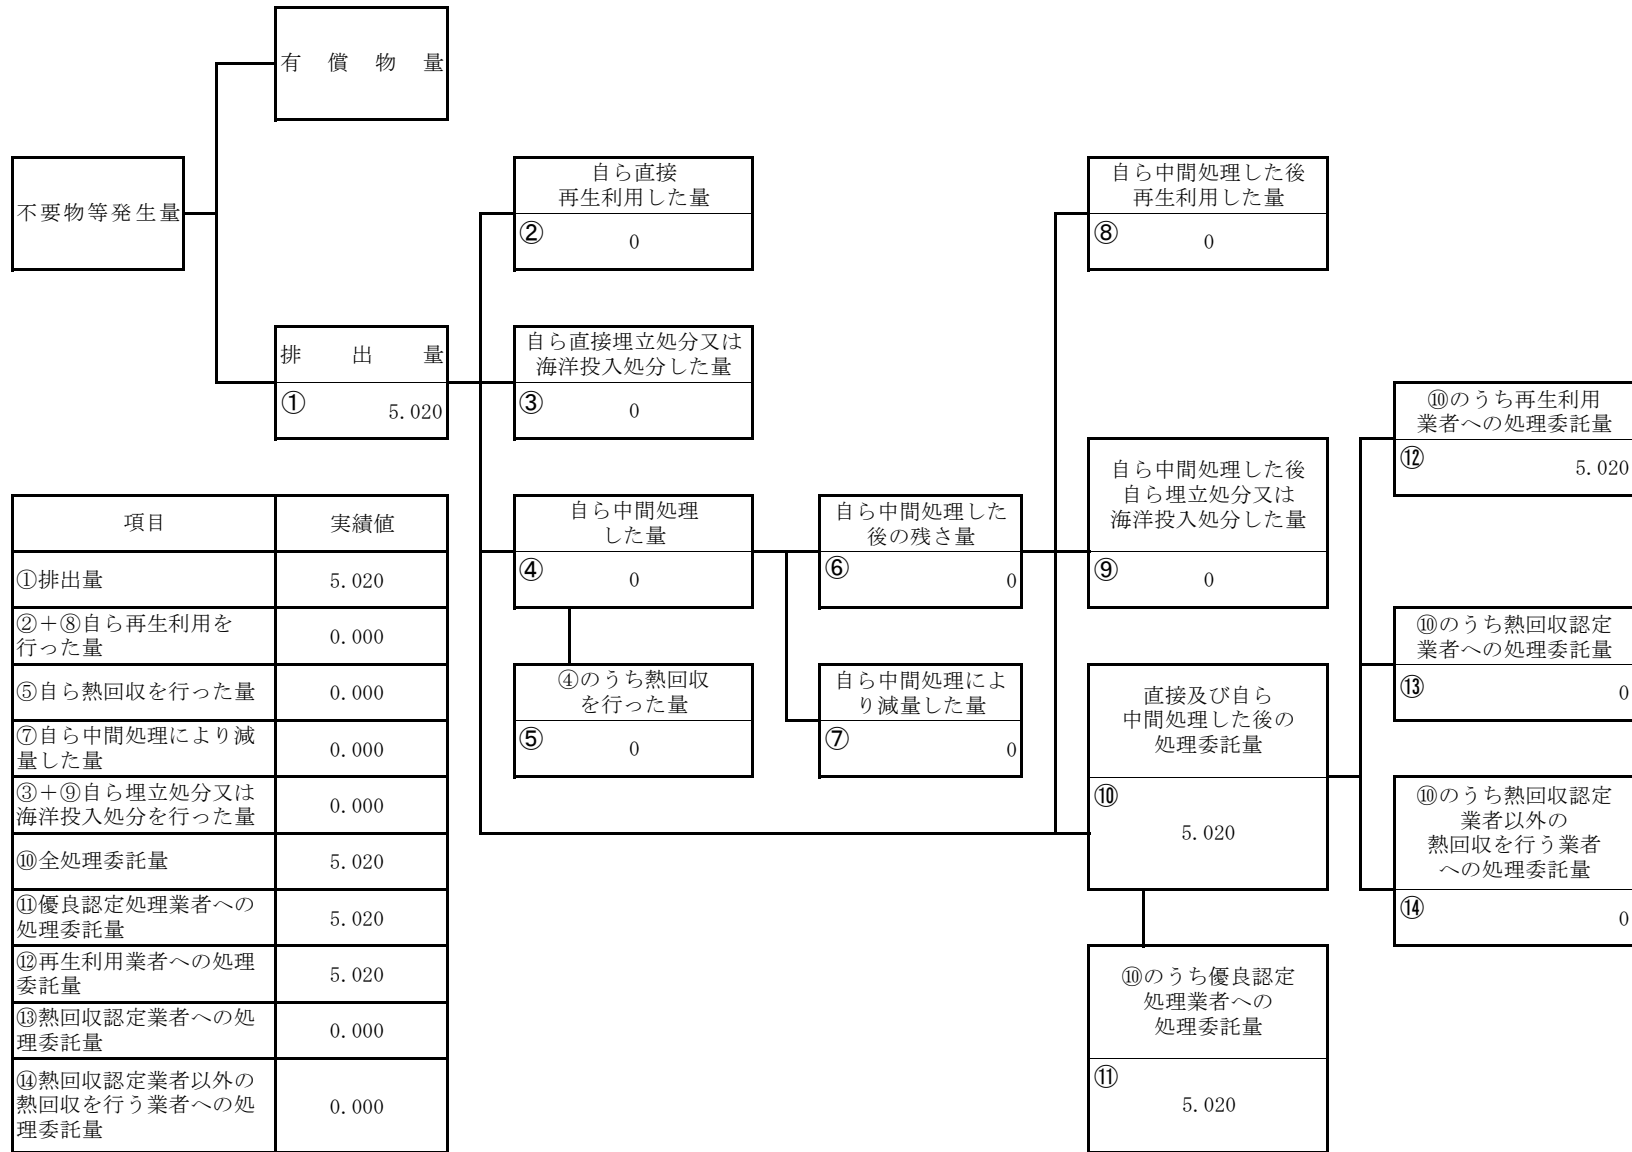 有償物量
不要物等発生量
自ら直接
再生利用した量
② 0
自ら中間処理した後
再生利用した量
⑧ 0
排出量
① 5.020
自ら直接埋立処分又は
海洋投入処分した量
③ 0
⑩のうち再生利用
業者への処理委託量
⑫ 5.020
自ら中間処理
した量
④ 0
自ら中間処理した
後の残さ量
⑥ 0
自ら中間処理した後
自ら埋立処分又は
海洋投入処分した量
⑨ 0
④のうち熱回収
を行った量
⑤ 0
自ら中間処理によ
り減量した量
⑦ 0
直接及び自ら
中間処理した後の
処理委託量
⑩
5.020
⑩のうち熱回収認定
業者への処理委託量
⑬ 0
⑩のうち熱回収認定
業者以外の
熱回収を行う業者
への処理委託量
⑭ 0
⑩のうち優良認定
処理業者への
処理委託量
⑪
5.020
項目 実績値
①排出量 5.020
②+⑧自ら再生利用を
行った量 0.000
⑤自ら熱回収を行った量 0.000
⑦自ら中間処理により減
量した量 0.000
③+⑨自ら埋立処分又は
海洋投入処分を行った量 0.000
⑩全処理委託量 5.020
⑪優良認定処理業者への
処理委託量 5.020
⑫再生利用業者への処理
委託量 5.020
⑬熱回収認定業者への処
理委託量 0.000
⑭熱回収認定業者以外の
熱回収を行う業者への処
理委託量 0.000